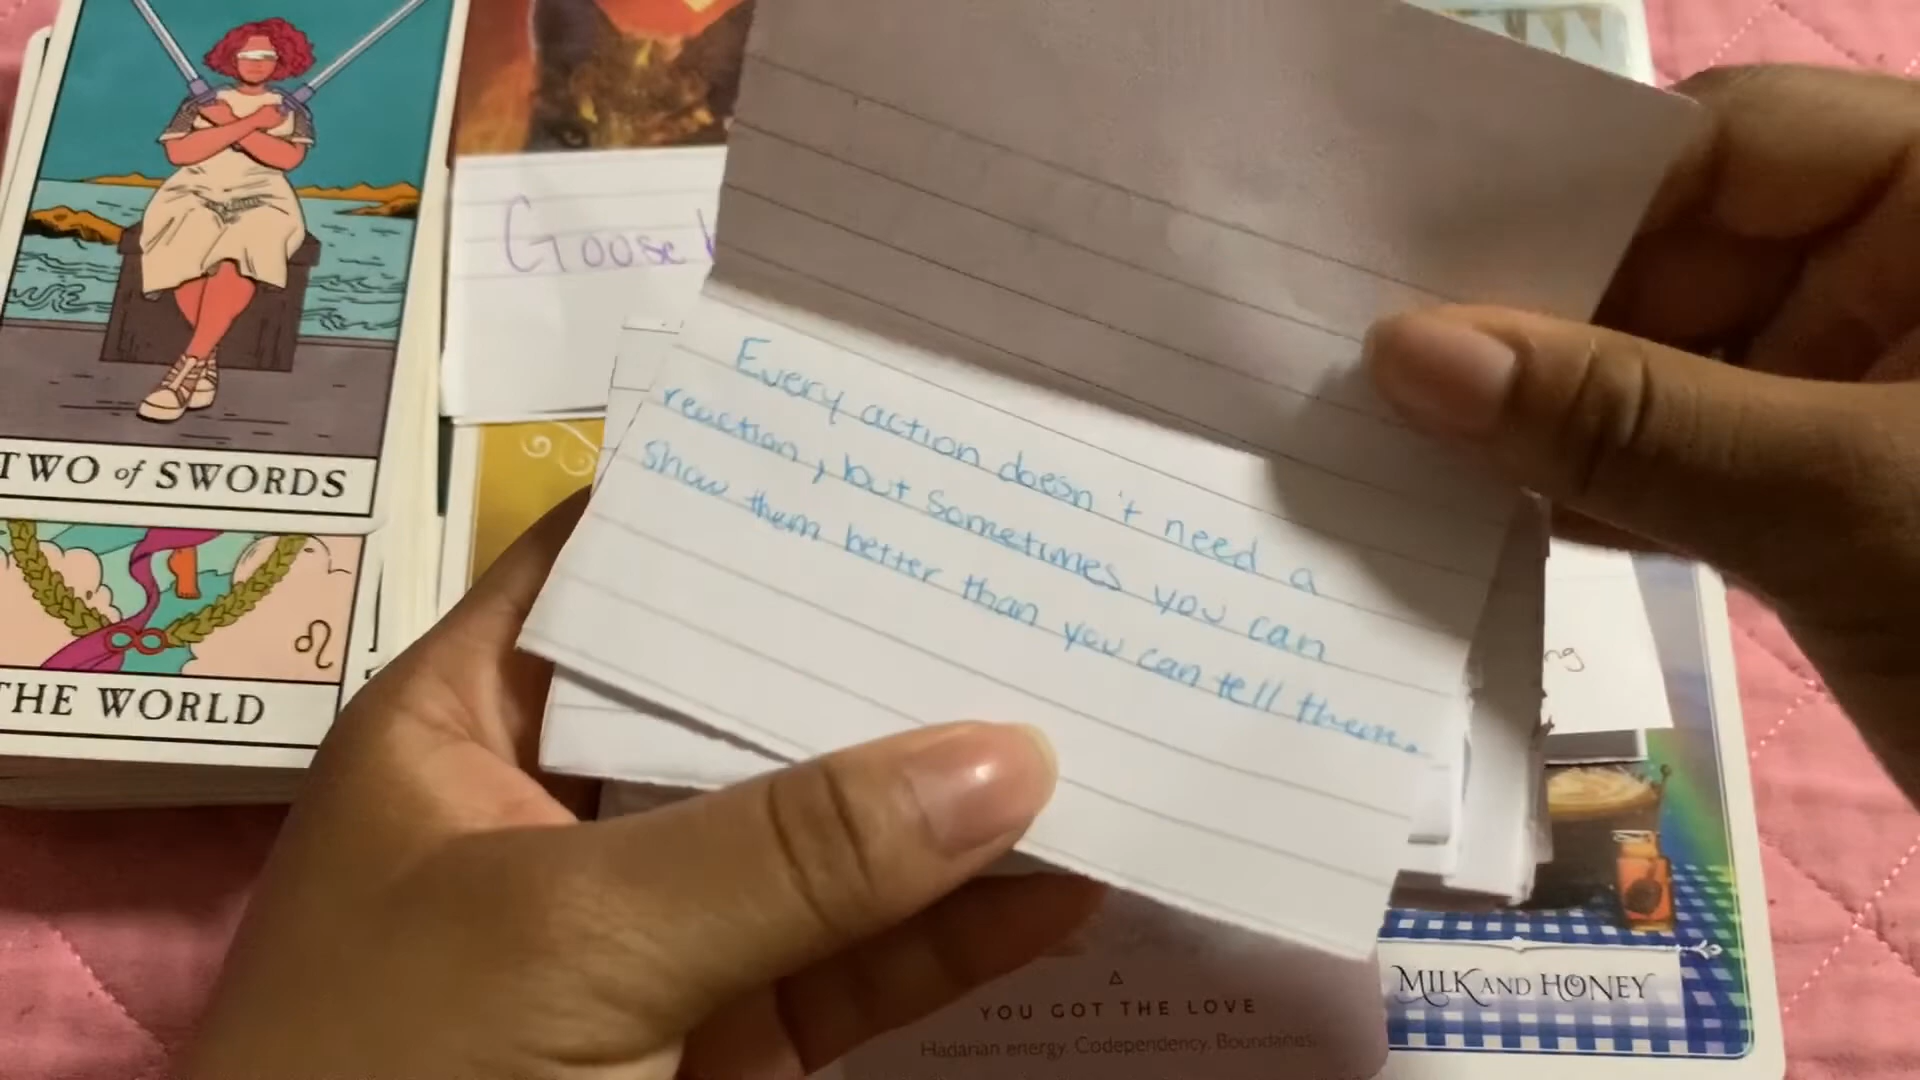 TWO of SWORDS
THE WORLD
Goose
Every action doesn't need a
reaction, but sometimes you can
show them better than you can tell them.
ng
MILK AND HONEY
YOU GOT THE LOVE
Hadarian energy. Codependency. Boundaries.